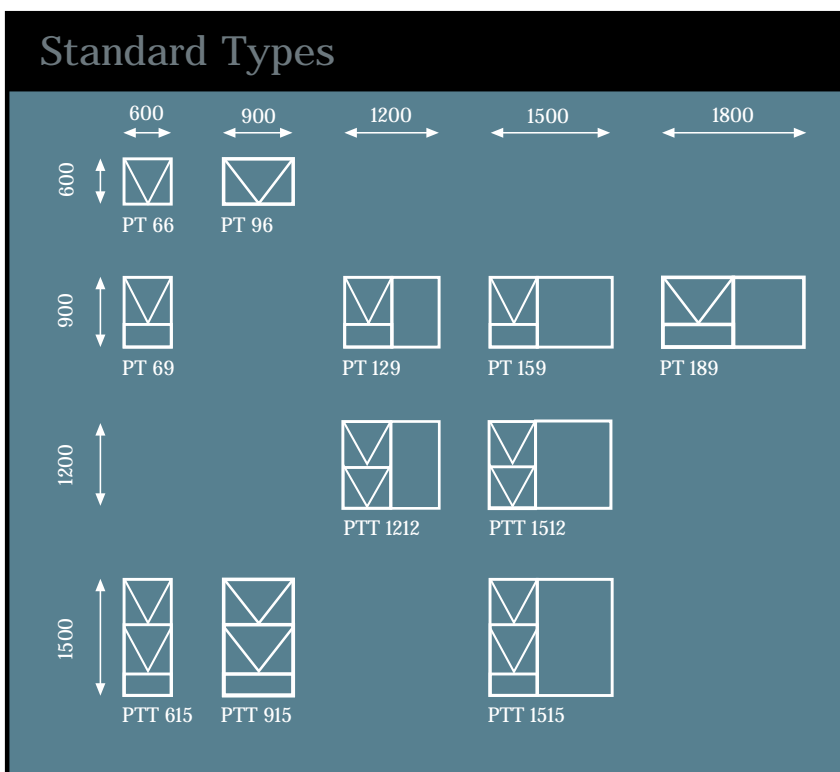 Standard Types
600 900 1200 1500 1800
600
PT 66 PT 96
900
PT 69 PT 129 PT 159 PT 189
1200
PTT 1212 PTT 1512
1500
PTT 615 PTT 915 PTT 1515